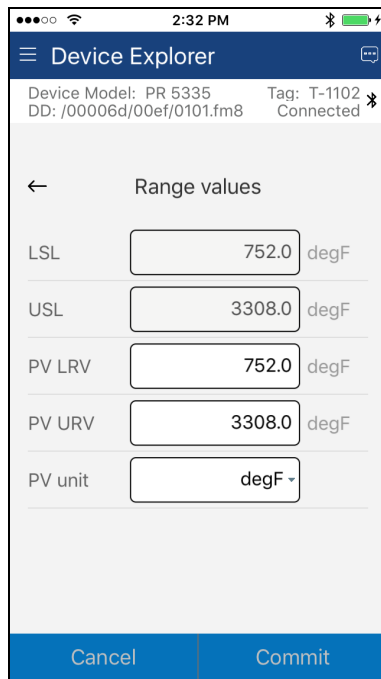 2:32 PM
Device Explorer
Device Model: PR 5335 Tag: T-1102
DD: /00006d/00ef/0101.fm8 Connected
Range values
LSL 752.0 degF
USL 3308.0 degF
PV LRV 752.0 degF
PV URV 3308.0 degF
PV unit degF
Cancel Commit